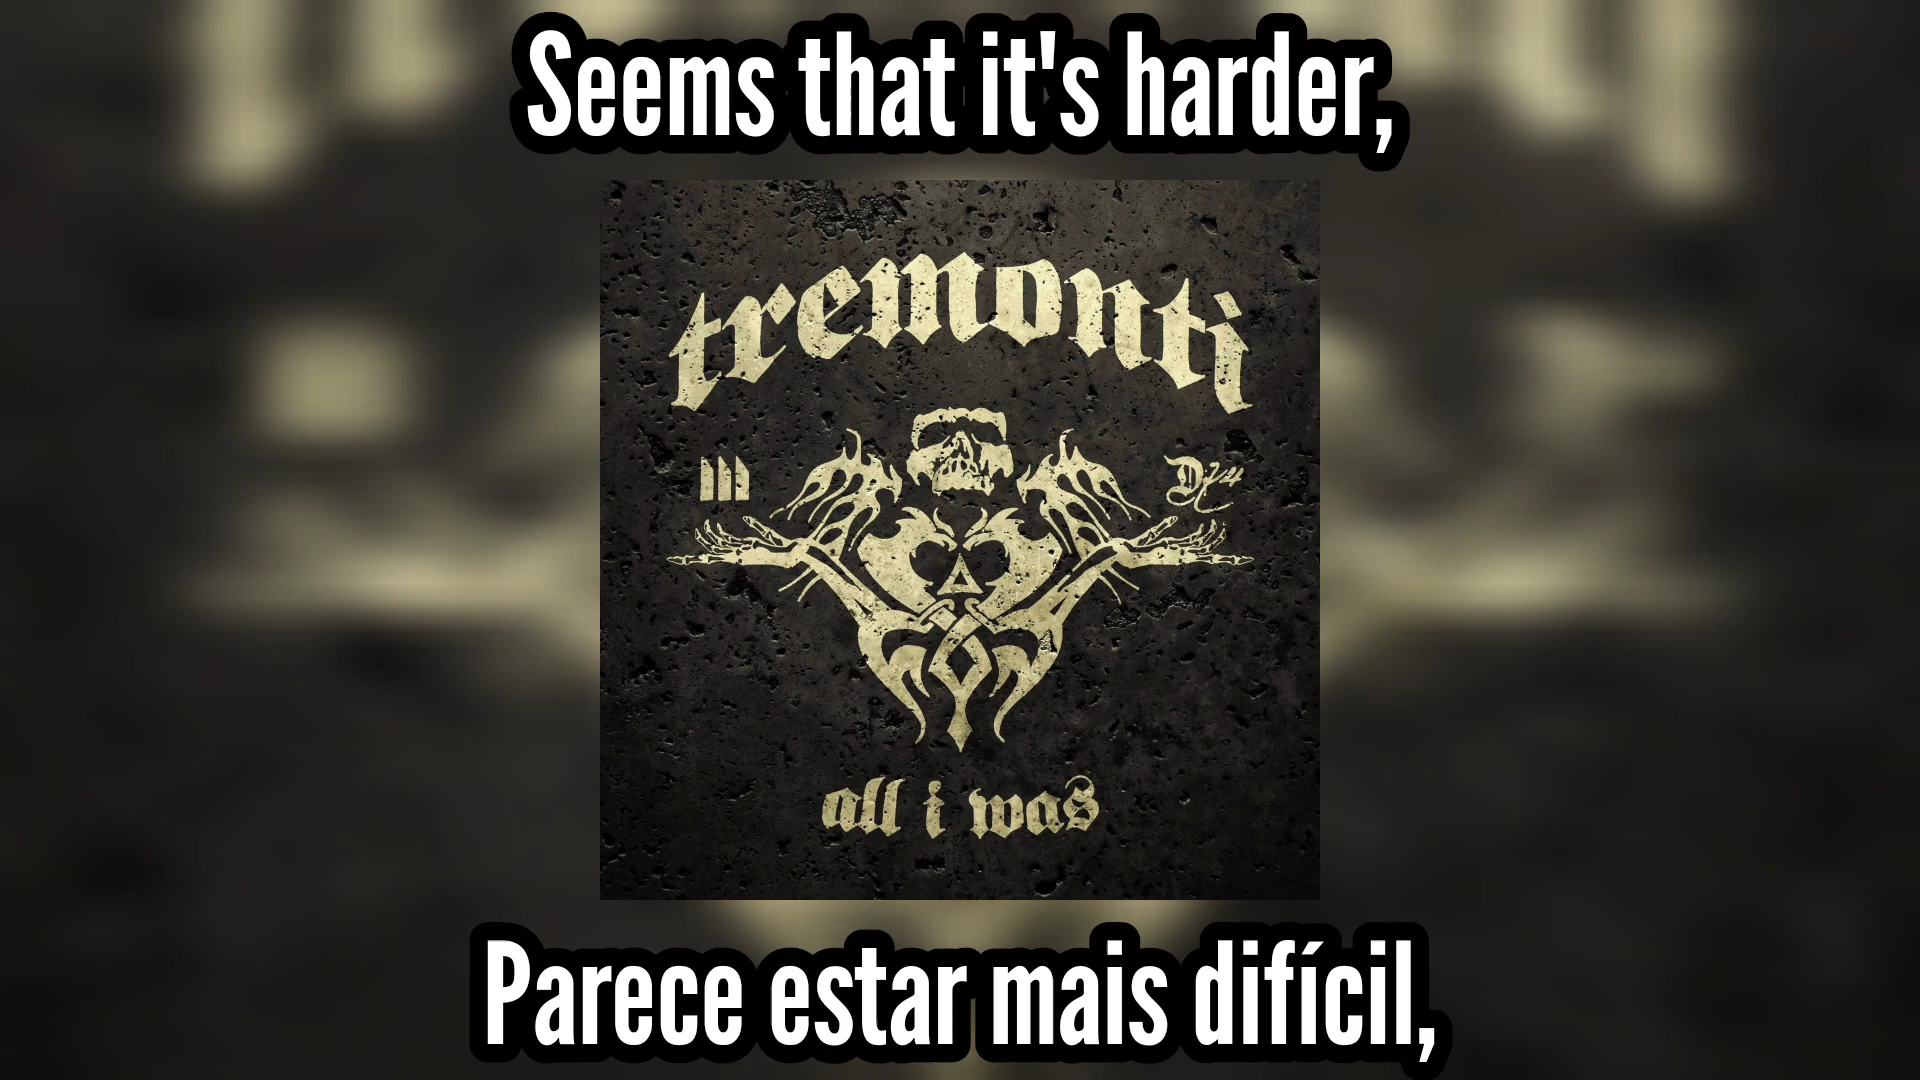 Seems that it's harder,
tremonti
all i was
Parece estar mais difícil,